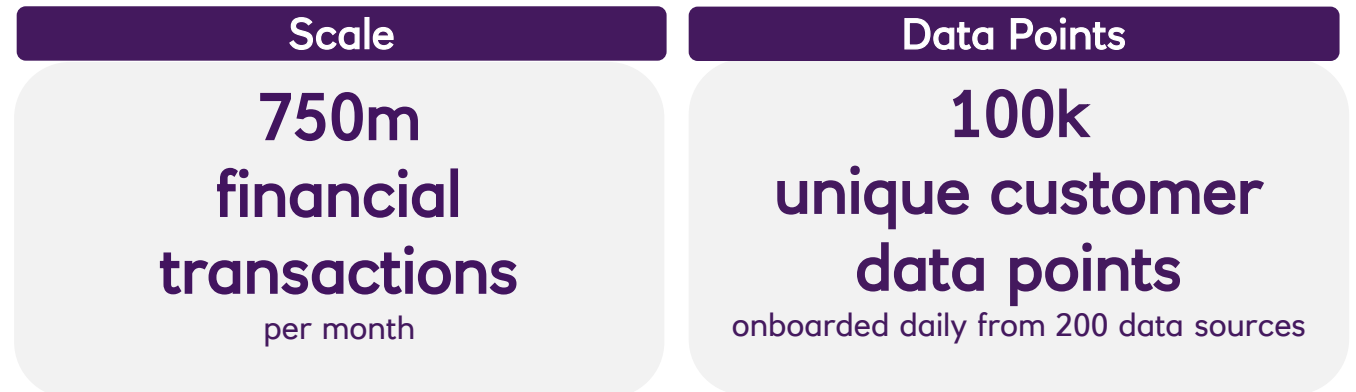 Scale
750m
financial
transactions
per month
Data Points
100k
unique customer
data points
onboarded daily from 200 data sources